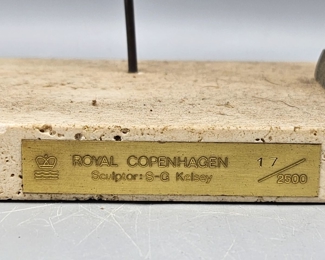 ROYAL COPENHAGEN 17/2500
Sculptor: S-G Kelsey